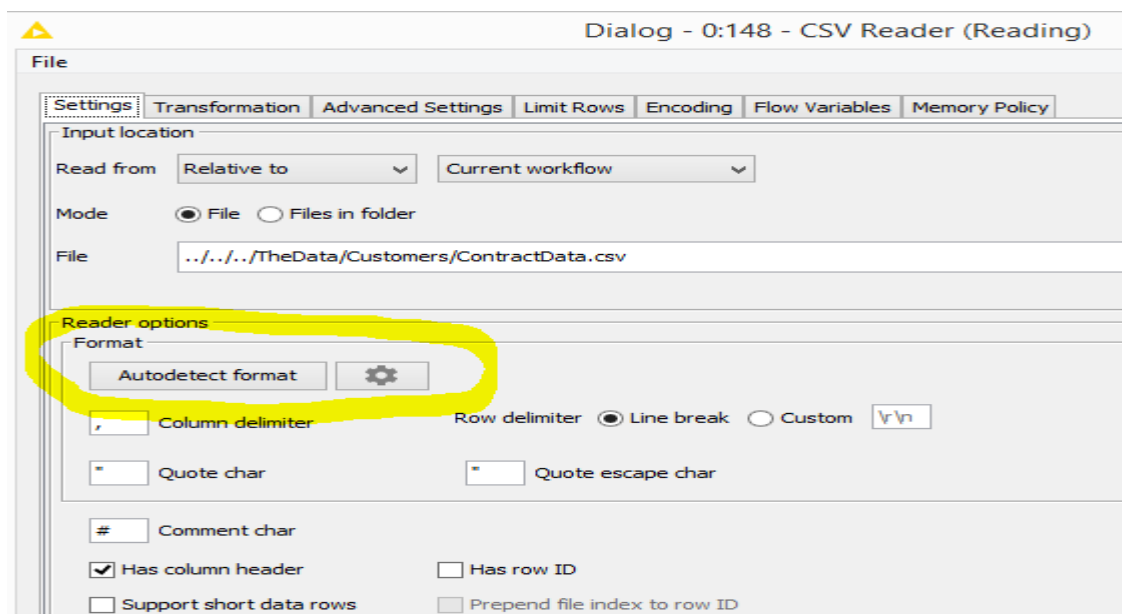 Dialog - 0:148 - CSV Reader (Reading)
File
Settings Transformation Advanced Settings Limit Rows Encoding Flow Variables Memory Policy
Input location
Read from Relative to Current workflow
Mode File Files in folder
File ../../../TheData/Customers/ContractData.csv
Reader options
Format
Autodetect format
, Column delimiter Row delimiter Line break Custom \r\n
" Quote char " Quote escape char
# Comment char
Has column header Has row ID
Support short data rows Prepend file index to row ID